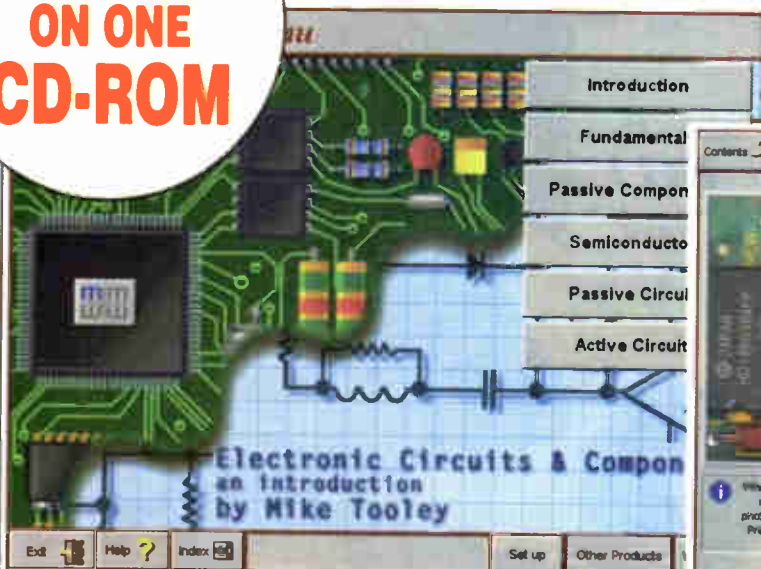 ON ONE
CD-ROM
Introduction
Fundamental
Contents
Passive Compon
Semiconducto
Passive Circui
Active Circuit
Electronic Circuits & Compon
an introduction
by Mike Tooley
Exit
Help ?
Index
Set up
Other Products